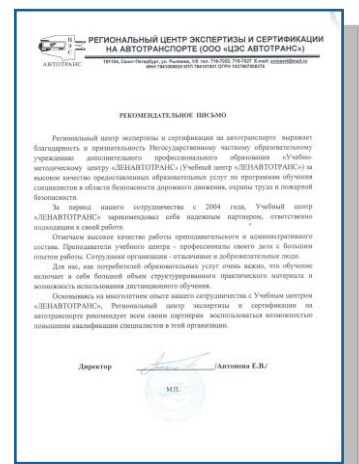 РЕГИОНАЛЬНЫЙ ЦЕНТР ЭКСПЕРТИЗЫ И СЕРТИФИКАЦИИ
НА АВТОТРАНСПОРТЕ (ООО «ЦЭС АВТОТРАНС»)
АВТОТРАНС
191104, Санкт-Петербург, ул. Рылеева,
РЕКОМЕНДАТЕЛЬНОЕ ПИСЬМО
Региональный центр экспертизы и сертификации на автотранспорте выражает
благодарность и признательность Негосударственному частному образовательному
учреждению дополнительного профессионального образования «Учебно-
методическому центру «ЛЕНАВТОТРАНС» (Учебный центр «ЛЕНАВТОТРАНС») за
высокое качество предоставленных образовательных услуг по программам обучения
специалистов в области безопасности дорожного движения, охраны труда и пожарной
безопасности.
За период нашего сотрудничества с 2004 года, Учебный центр
«ЛЕНАВТОТРАНС» зарекомендовал себя надежным партнером, ответственно
подходящим к своей работе.
Отмечаем высокое качество работы преподавательского и административного
состава. Преподаватели учебного центра - профессионалы своего дела с большим
опытом работы. Сотрудники организации - отзывчивые и доброжелательные люди.
Для нас, как потребителей образовательных услуг очень важно, что обучение
включает в себя большой объем структурированного практического материала и
возможность использования дистанционного обучения.
Основываясь на многолетнем опыте нашего сотрудничества с Учебным центром
«ЛЕНАВТОТРАНС», Региональный центр экспертизы и сертификации на
автотранспорте рекомендует всем своим партнерам воспользоваться возможностью
повышения квалификации специалистов в этой организации.
Директор /Антонова Е.В./
М.П.